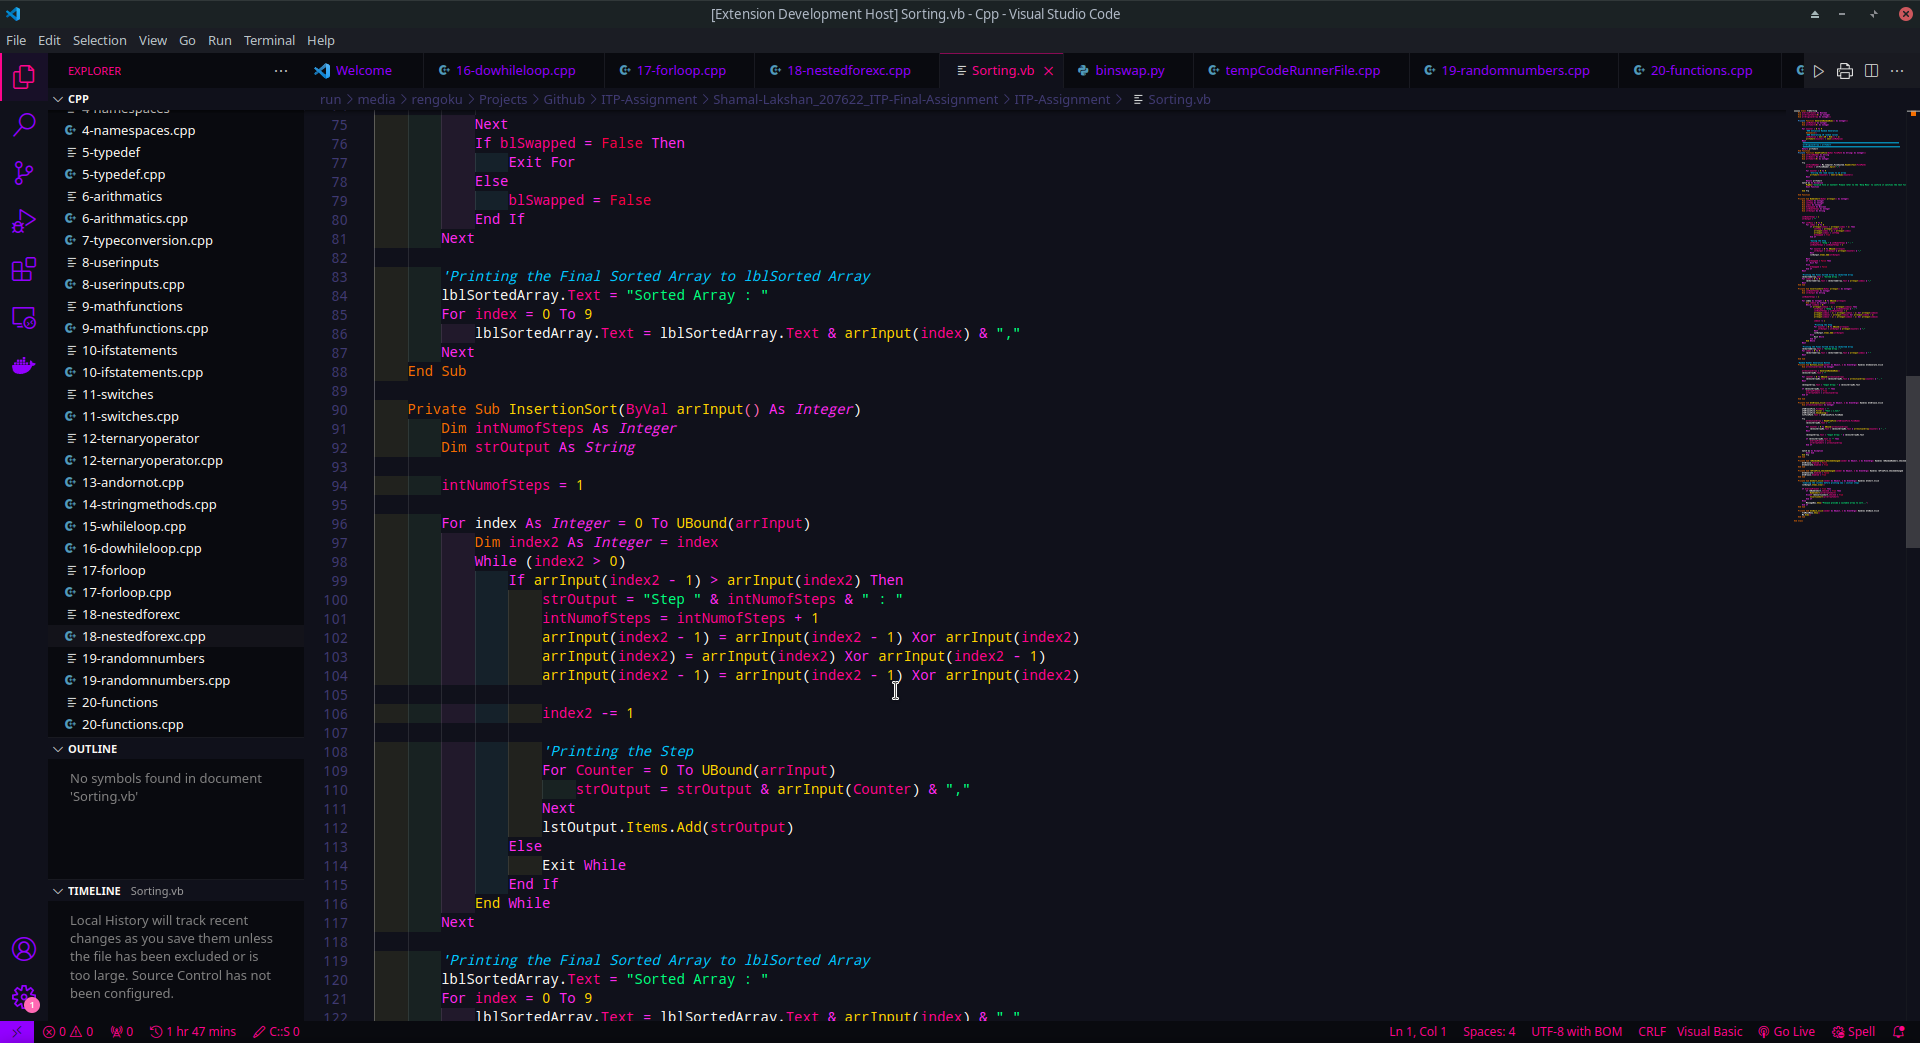 [Extension Development Host] Sorting.vb - Cpp - Visual Studio Code
File Edit Selection View Go Run Terminal Help
EXPLORER
Welcome 16-dowhileloop.cpp 17-forloop.cpp 18-nestedforexc.cpp Sorting.vb binswap.py tempCodeRunnerFile.cpp 19-randomnumbers.cpp 20-functions.cpp
run > media > rengoku > Projects > Github > ITP-Assignment > Shamal-Lakshan_207622_ITP-Final-Assignment > ITP-Assignment > Sorting.vb
CPP
4-namespaces
4-namespaces.cpp
5-typedef
5-typedef.cpp
6-arithmatics
6-arithmatics.cpp
7-typeconversion.cpp
8-userinputs
8-userinputs.cpp
9-mathfunctions
9-mathfunctions.cpp
10-ifstatements
10-ifstatements.cpp
11-switches
11-switches.cpp
12-ternaryoperator
12-ternaryoperator.cpp
13-andornot.cpp
14-stringmethods.cpp
15-whileloop.cpp
16-dowhileloop.cpp
17-forloop
17-forloop.cpp
18-nestedforexc
18-nestedforexc.cpp
19-randomnumbers
19-randomnumbers.cpp
20-functions
20-functions.cpp
OUTLINE
No symbols found in document
'Sorting.vb'
TIMELINE Sorting.vb
Local History will track recent
changes as you save them unless
the file has been excluded or is
too large. Source Control has not
been configured.
1
75 Next
76 If blSwapped = False Then
77 Exit For
78 Else
79 blSwapped = False
80 End If
81 Next
82
83 'Printing the Final Sorted Array to lblSorted Array
84 lblSortedArray.Text = "Sorted Array : "
85 For index = 0 To 9
86 lblSortedArray.Text = lblSortedArray.Text & arrInput(index) & ","
87 Next
88 End Sub
89
90 Private Sub InsertionSort(ByVal arrInput() As Integer)
91 Dim intNumofSteps As Integer
92 Dim strOutput As String
93
94 intNumofSteps = 1
95
96 For index As Integer = 0 To UBound(arrInput)
97 Dim index2 As Integer = index
98 While (index2 > 0)
99 If arrInput(index2 - 1) > arrInput(index2) Then
100 strOutput = "Step " & intNumofSteps & " : "
101 intNumofSteps = intNumofSteps + 1
102 arrInput(index2 - 1) = arrInput(index2 - 1) Xor arrInput(index2)
103 arrInput(index2) = arrInput(index2) Xor arrInput(index2 - 1)
104 arrInput(index2 - 1) = arrInput(index2 - 1) Xor arrInput(index2)
105
106 index2 -= 1
107
108 'Printing the Step
109 For Counter = 0 To UBound(arrInput)
110 strOutput = strOutput & arrInput(Counter) & ","
111 Next
112 lstOutput.Items.Add(strOutput)
113 Else
114 Exit While
115 End If
116 End While
117 Next
118
119 'Printing the Final Sorted Array to lblSorted Array
120 lblSortedArray.Text = "Sorted Array : "
121 For index = 0 To 9
122 lblSortedArray.Text = lblSortedArray.Text & arrInput(index) & "
0 0 0 1 hr 47 mins C::S 0 Ln 1, Col 1 Spaces: 4 UTF-8 with BOM CRLF Visual Basic Go Live Spell